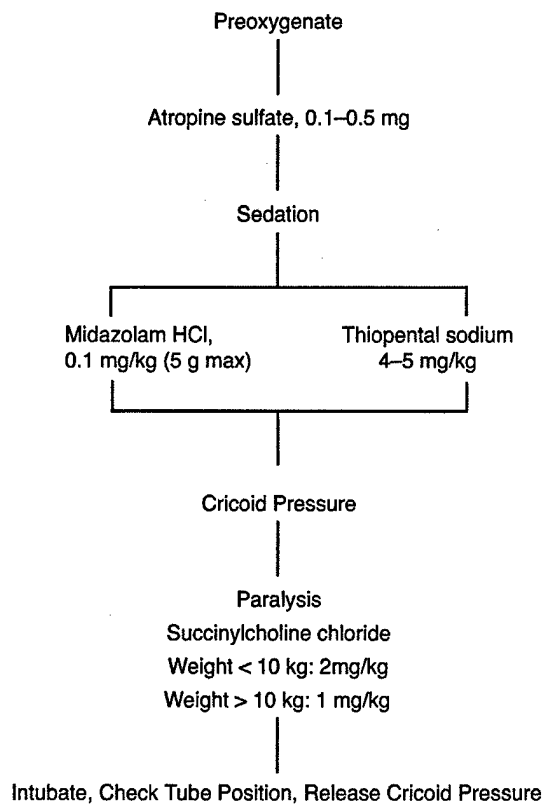 Preoxygenate
Atropine sulfate, 0.1–0.5 mg
Sedation
Midazolam HCl,
0.1 mg/kg (5 g max)
Thiopental sodium
4–5 mg/kg
Cricoid Pressure
Paralysis
Succinylcholine chloride
Weight < 10 kg: 2mg/kg
Weight > 10 kg: 1 mg/kg
Intubate, Check Tube Position, Release Cricoid Pressure